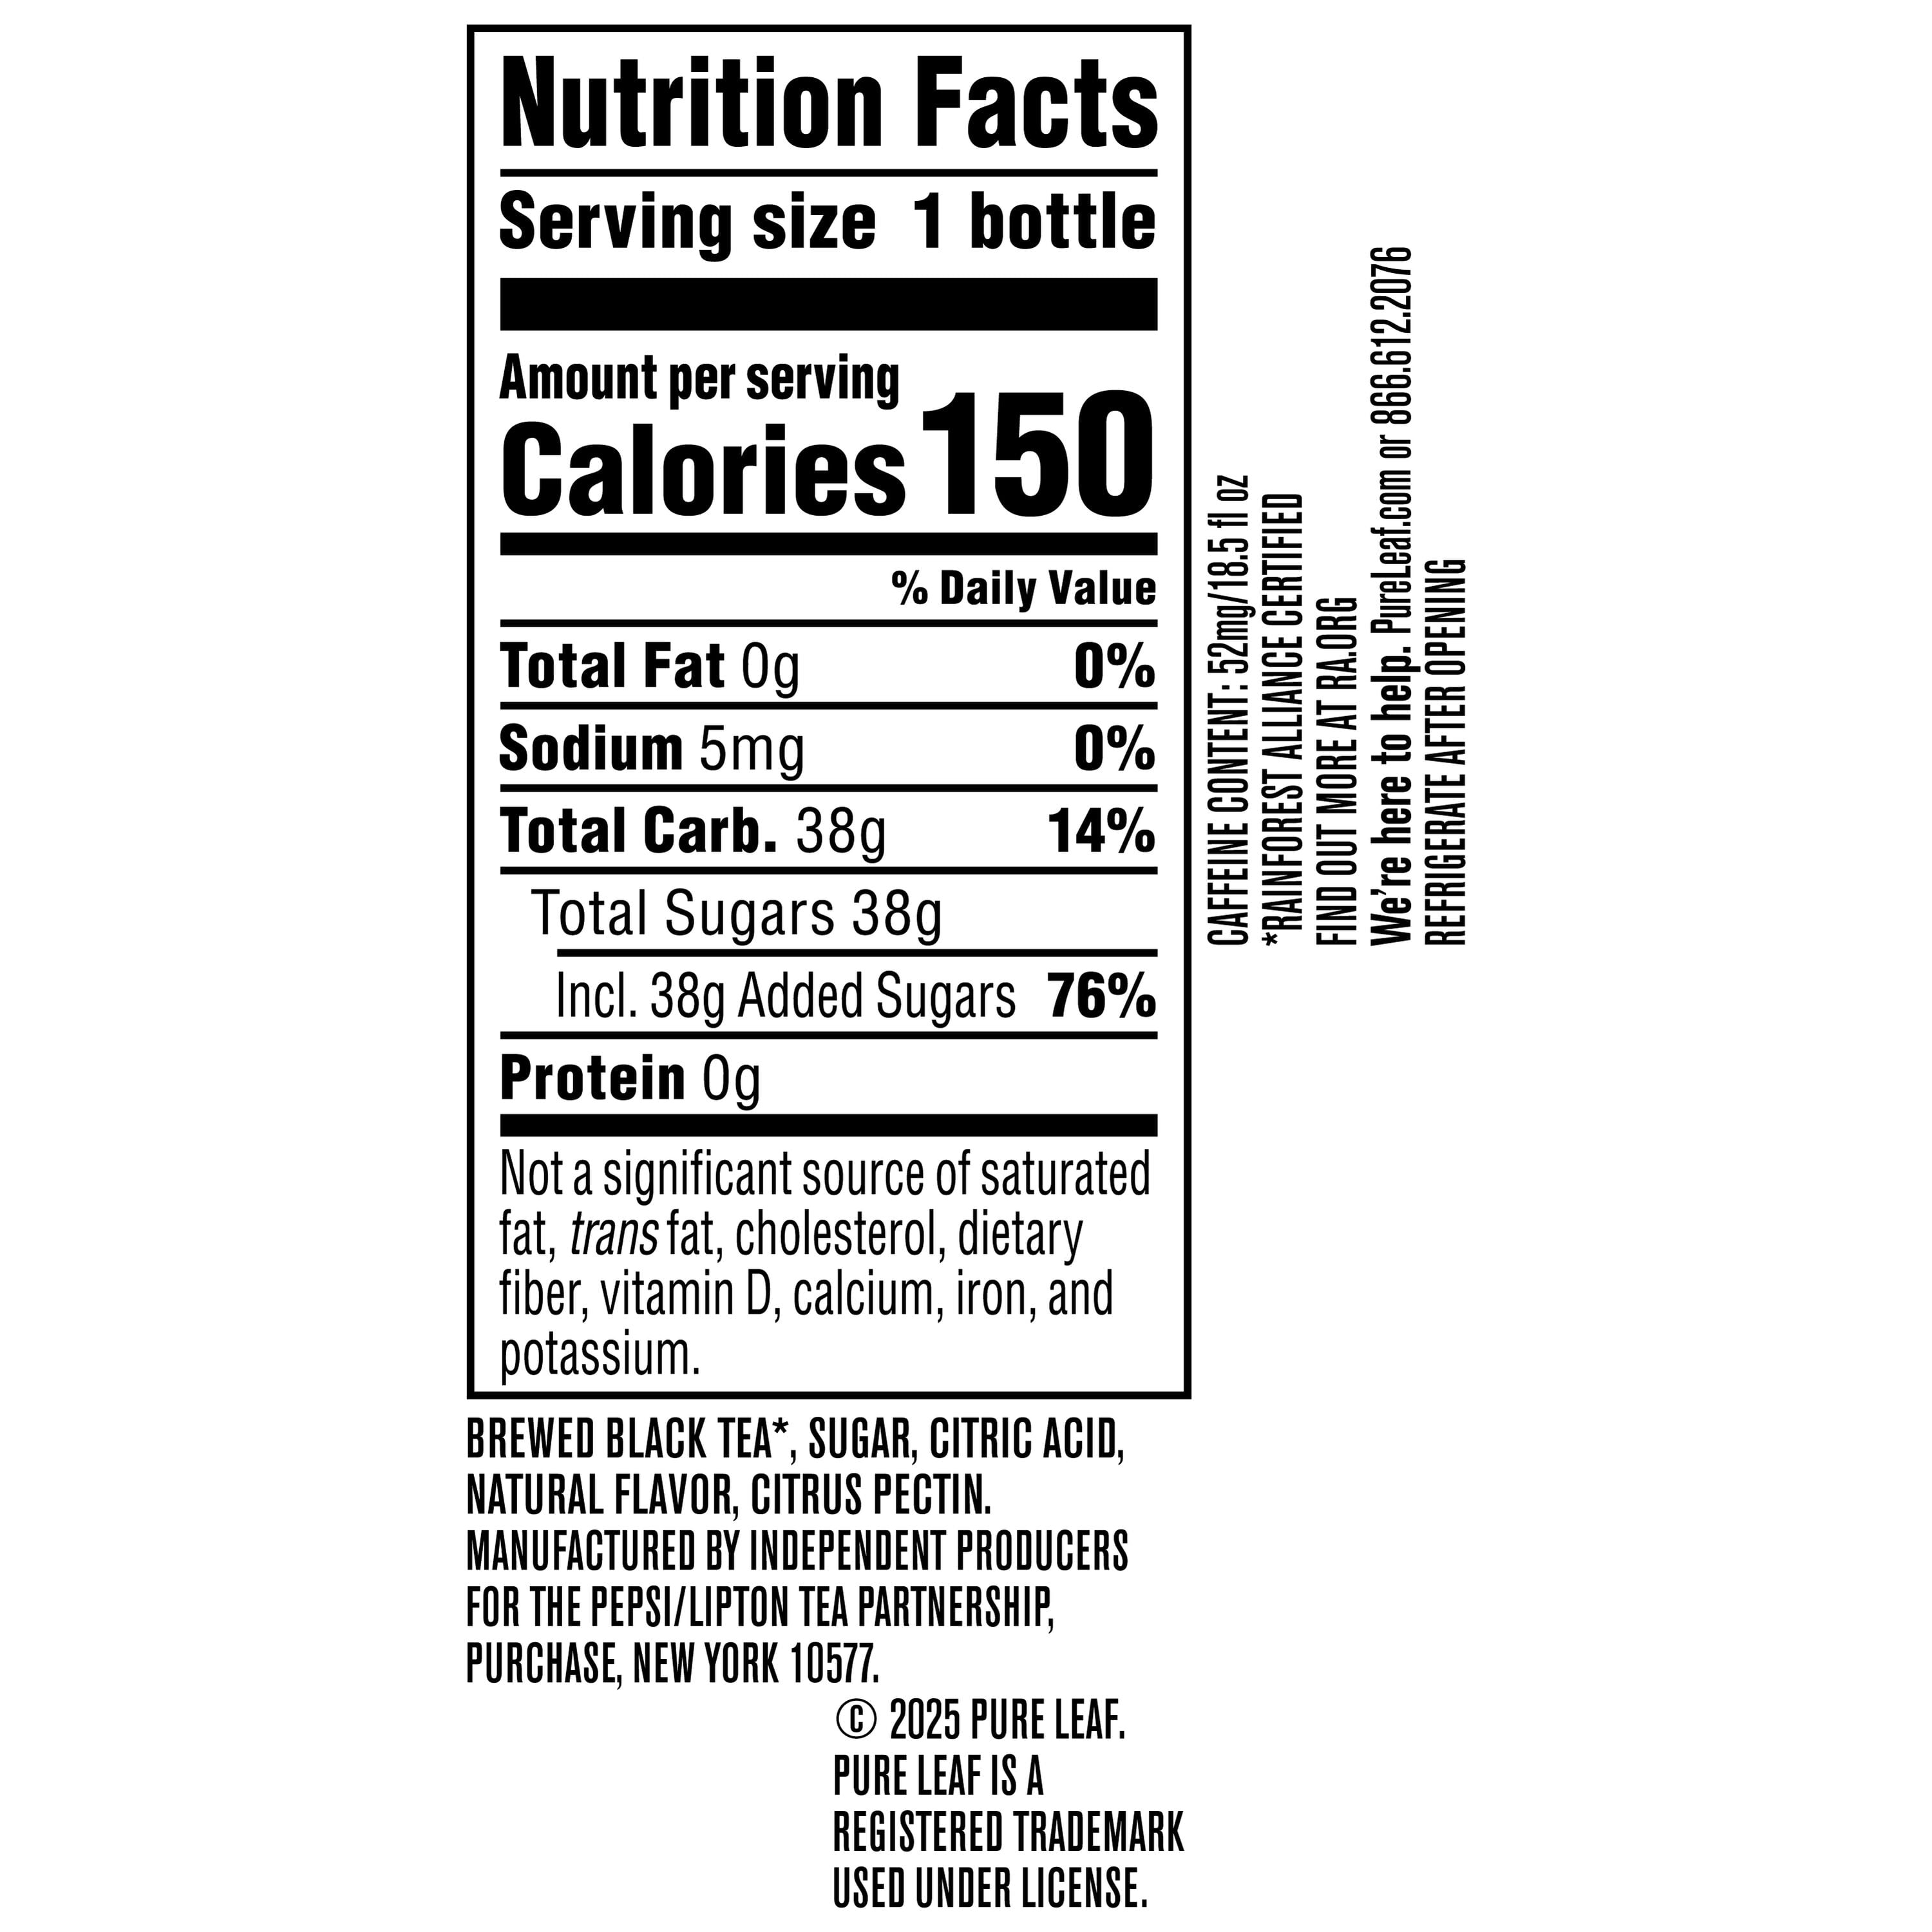 Nutrition Facts
Serving size 1 bottle
Amount per serving
Calories 150
% Daily Value
Total Fat 0g 0%
Sodium 5mg 0%
Total Carb. 38g 14%
Total Sugars 38g
Incl. 38g Added Sugars 76%
Protein 0g
Not a significant source of saturated
fat, trans fat, cholesterol, dietary
fiber, vitamin D, calcium, iron, and
potassium.
BREWED BLACK TEA*, SUGAR, CITRIC ACID,
NATURAL FLAVOR, CITRUS PECTIN.
MANUFACTURED BY INDEPENDENT PRODUCERS
FOR THE PEPSI/LIPTON TEA PARTNERSHIP,
PURCHASE, NEW YORK 10577.
© 2025 PURE LEAF.
PURE LEAF IS A
REGISTERED TRADEMARK
USED UNDER LICENSE.
CAFFEINE CONTENT: 52mg/18.5 fl oz
*RAINFOREST ALLIANCE CERTIFIED
FIND OUT MORE AT RA.ORG
We're here to help. PureLeaf.com or 866.612.2076
REFRIGERATE AFTER OPENING